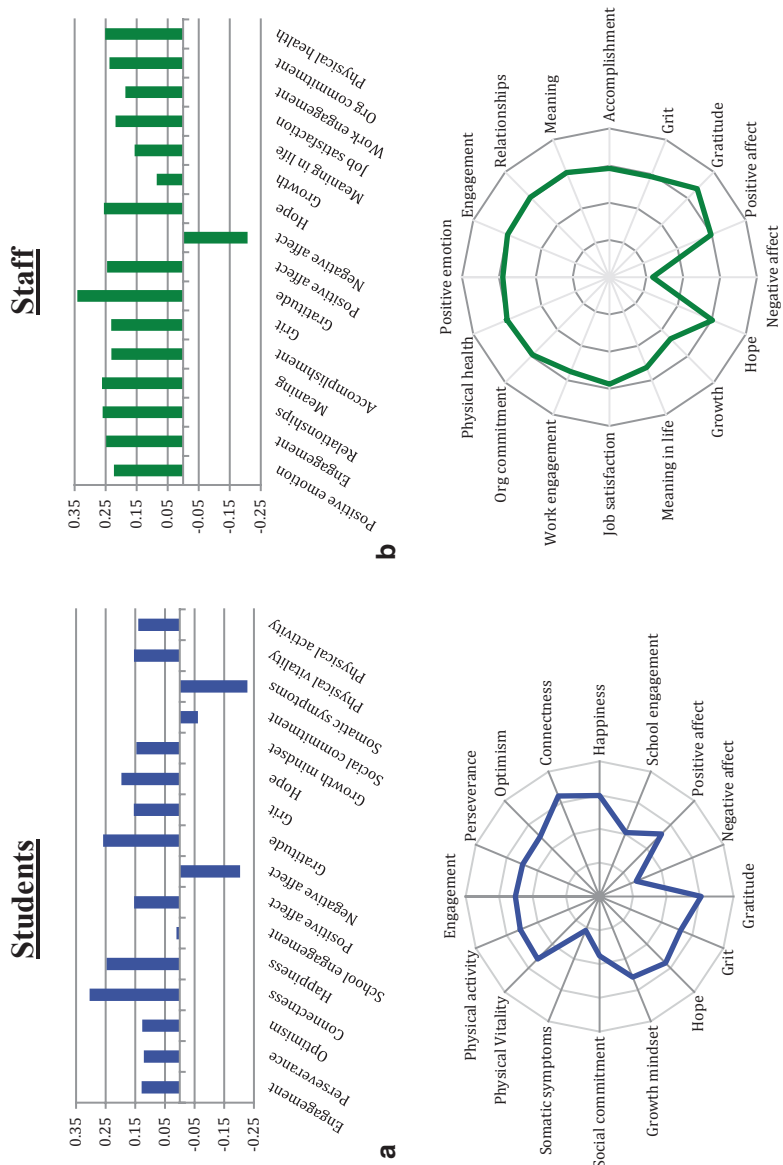 Students
0.35
0.25
0.15
0.05
-0.05
-0.15
-0.25
Engagement
Perseverance
Optimism
Connectness
Happiness
School engagement
Positive affect
Negative affect
Gratitude
Grit
Hope
Growth mindset
Social commitment
Somatic symptoms
Physical vitality
Physical activity
a
Engagement
Perseverance
Optimism
Connectness
Happiness
School engagement
Positive affect
Negative affect
Gratitude
Grit
Hope
Growth mindset
Social commitment
Somatic symptoms
Physical Vitality
Physical activity
Staff
0.35
0.25
0.15
0.05
-0.05
-0.15
-0.25
Positive emotion
Engagement
Relationships
Meaning
Accomplishment
Grit
Gratitude
Positive affect
Negative affect
Hope
Growth
Meaning in life
Job satisfaction
Work engagement
Org commitment
Physical health
b
Positive emotion
Engagement
Relationships
Meaning
Accomplishment
Grit
Gratitude
Positive affect
Negative affect
Hope
Growth
Meaning in life
Job satisfaction
Work engagement
Org commitment
Physical health